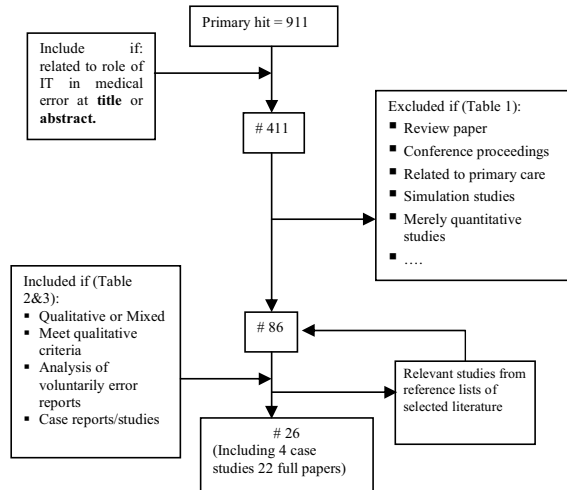 Primary hit = 911
Include if:
related to role of
IT in medical
error at title or
abstract.
# 411
Excluded if (Table 1):
▪ Review paper
▪ Conference proceedings
▪ Related to primary care
▪ Simulation studies
▪ Merely quantitative
studies
▪ ….
Included if (Table
2&3):
▪ Qualitative or Mixed
▪ Meet qualitative
criteria
▪ Analysis of
voluntarily error
reports
▪ Case reports/studies
# 86
Relevant studies from
reference lists of
selected literature
# 26
(Including 4 case
studies 22 full papers)